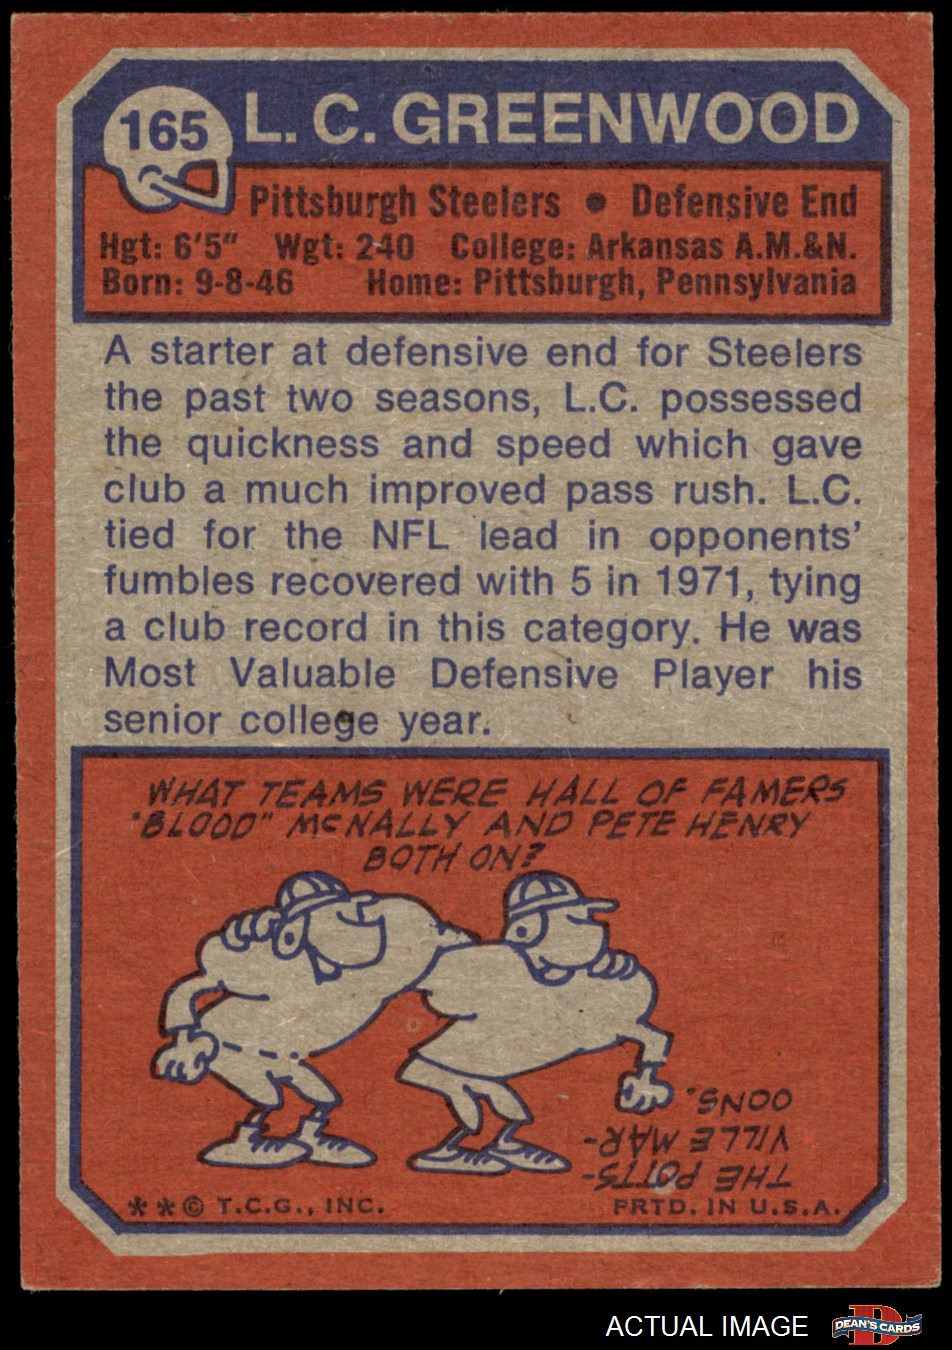 165
L. C. GREENWOOD
Pittsburgh Steelers • Defensive End
Hgt: 6'5" Wgt: 240 College: Arkansas A.M.&N.
Born: 9-8-46 Home: Pittsburgh, Pennsylvania
A starter at defensive end for Steelers
the past two seasons, L.C. possessed
the quickness and speed which gave
club a much improved pass rush. L.C.
tied for the NFL lead in opponents'
fumbles recovered with 5 in 1971, tying
a club record in this category. He was
Most Valuable Defensive Player his
senior college year.
WHAT TEAMS WERE HALL OF FAMERS
"BLOOD" McNALLY AND PETE HENRY
BOTH ON?
THE POTTS-
VILLE MAR-
OONS.
**© T.C.G., INC. PRTD. IN U.S.A.
ACTUAL IMAGE
D
DEAN'S CARDS